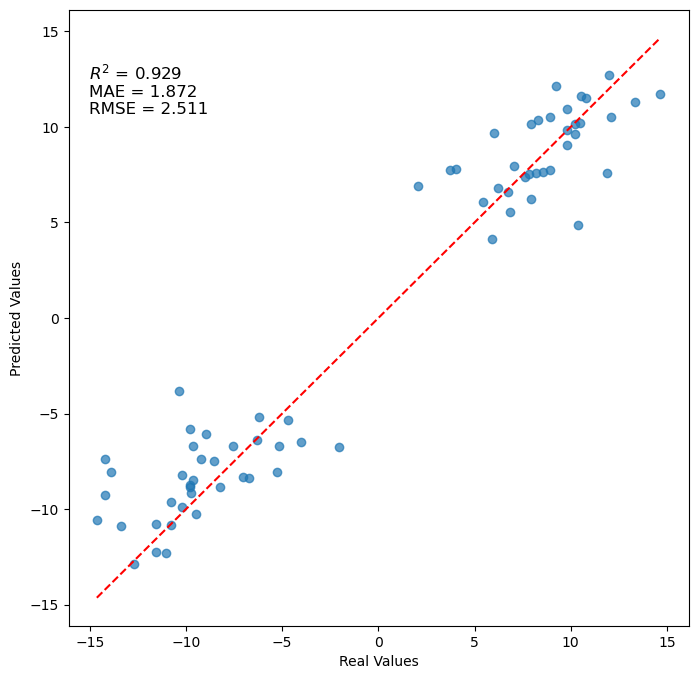 15
10
5
0
−5
−10
−15
R² = 0.929
MAE = 1.872
RMSE = 2.511
Predicted Values
−15 −10 −5 0 5 10 15
Real Values